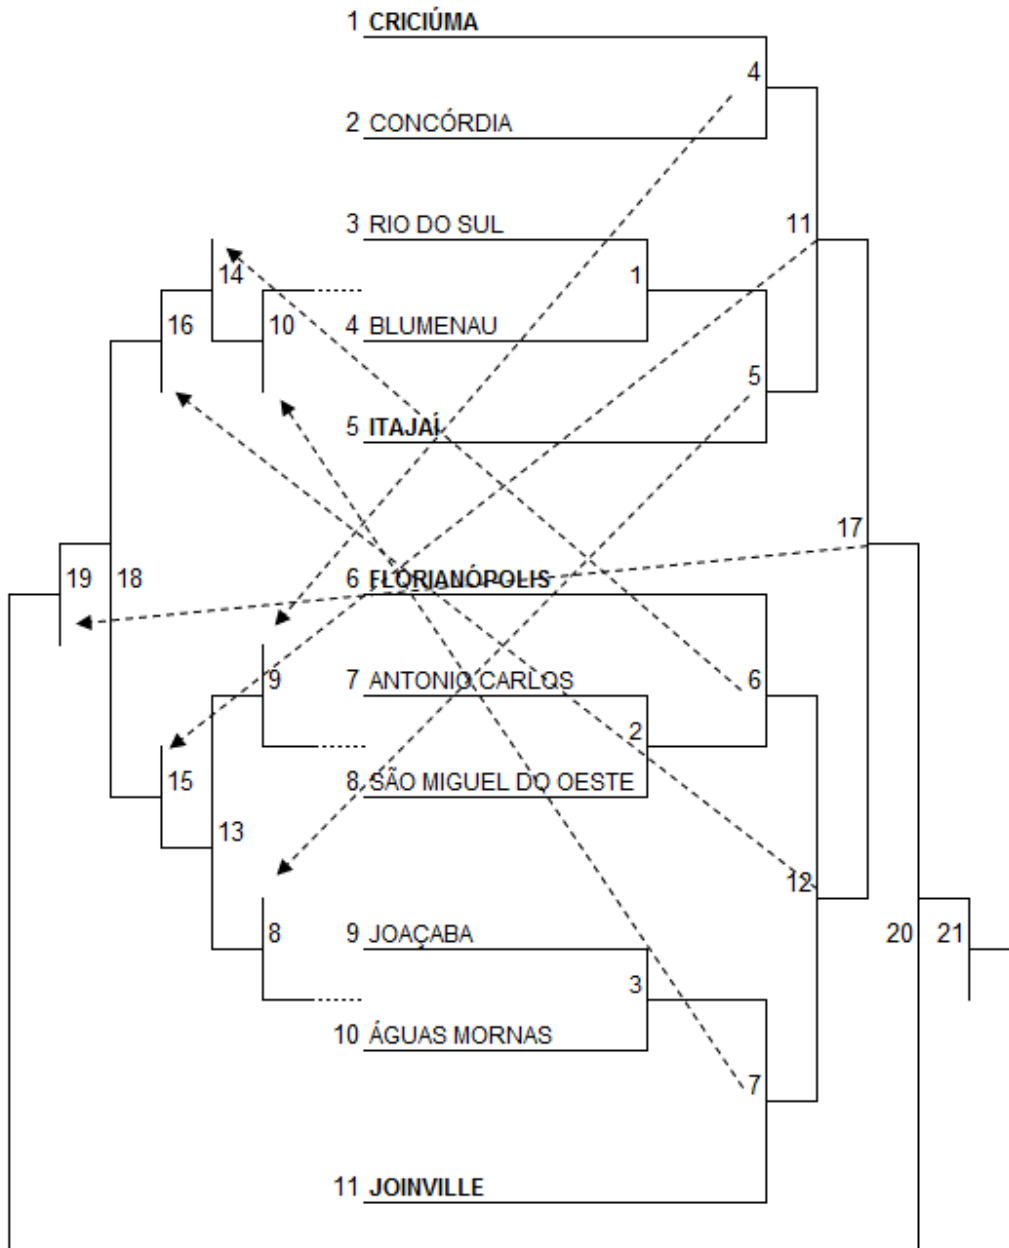 1 CRICIÚMA
4
2 CONCÓRDIA
3 RIO DO SUL
11
14
1
16
10
4 BLUMENAU
5
5 ITAJAÍ
17
19
18
6 FLORIANÓPOLIS
9
7 ANTONIO CARLOS
6
2
15
8 SÃO MIGUEL DO OESTE
13
12
8
9 JOAÇABA
20
21
3
10 ÁGUAS MORNAS
7
11 JOINVILLE